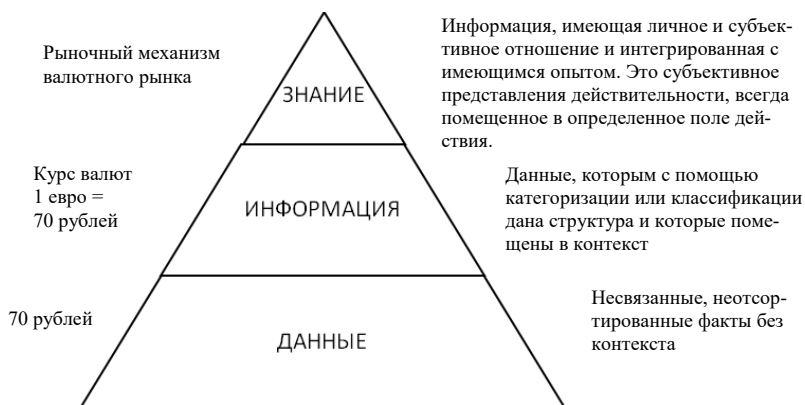 Рыночный механизм
валютного рынка
ЗНАНИЕ
Информация, имеющая личное и субъек-
тивное отношение и интегрированная с
имеющимся опытом. Это субъективное
представления действительности, всегда
помещенное в определенное поле дей-
ствия.
Курс валют
1 евро =
70 рублей
ИНФОРМАЦИЯ
Данные, которым с помощью
категоризации или классификации
дана структура и которые поме-
щены в контекст
70 рублей
ДАННЫЕ
Несвязанные, неотсор-
тированные факты без
контекста